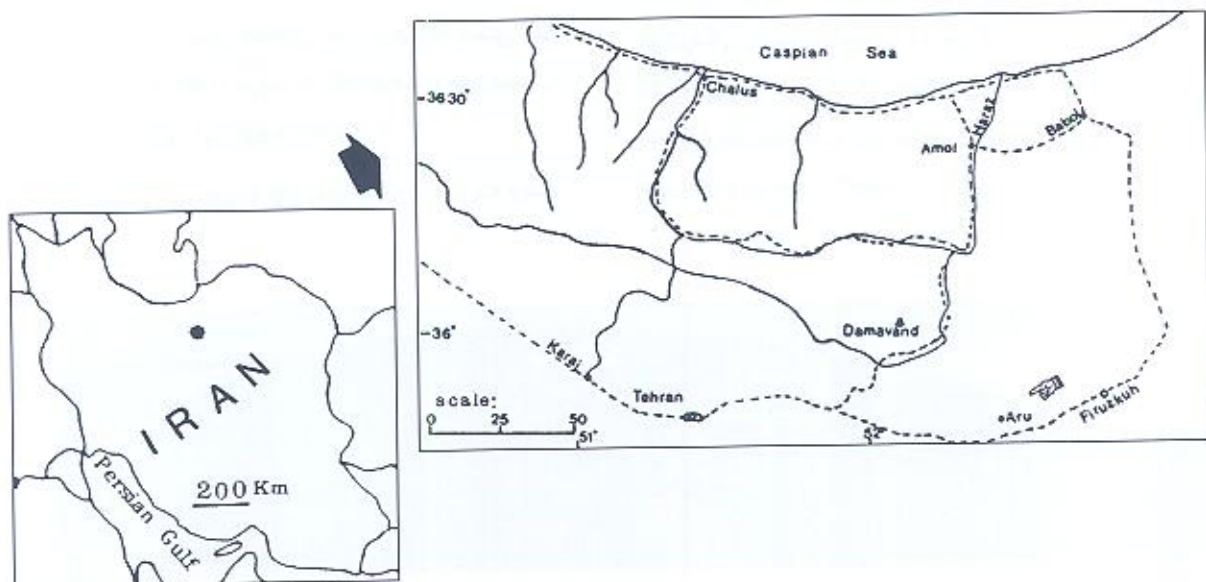 Caspian Sea
Chalus
-36 30°
Haraz
Babol
Amol
-36°
Damavand
Karaj
Tehran
scale:
0 25 50
51°
52°
Aru
Firuzkuh
IRAN
200 Km
Persian Gulf